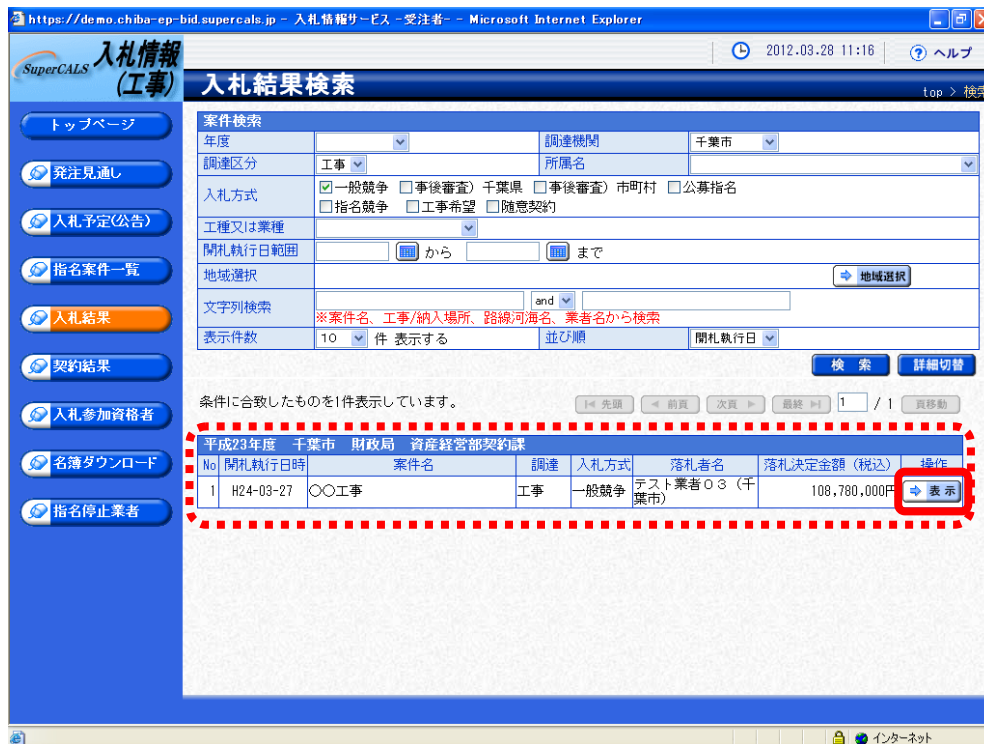 https://demo.chiba-ep-bid.supercals.jp - 入札情報サービス -受注者- - Microsoft Internet Explorer
SuperCALS 入札情報
(工事)
2012.03.28 11:16 ? ヘルプ
入札結果検索
top > 検索
トップページ
発注見通し
入札予定(公告)
指名案件一覧
入札結果
契約結果
入札参加資格者
名簿ダウンロード
指名停止業者
案件検索
年度 調達機関 千葉市
調達区分 工事 所属名
入札方式 一般競争 事後審査）千葉県 事後審査）市町村 公募指名
指名競争 工事希望 随意契約
工種又は業種
開札執行日範囲 から まで
地域選択 地域選択
文字列検索 and
※案件名、工事/納入場所、路線河海名、業者名から検索
表示件数 10 件 表示する 並び順 開札執行日
検 索 詳細切替
条件に合致したものを1件表示しています。 先頭 前頁 次頁 最終 1 / 1 頁移動
平成23年度 千葉市 財政局 資産経営部契約課
No 開札執行日時 案件名 調達 入札方式 落札者名 落札決定金額（税込） 操作
1 H24-03-27 〇〇工事 工事 一般競争 テスト業者０３（千葉市） 108,780,000円 表示
インターネット